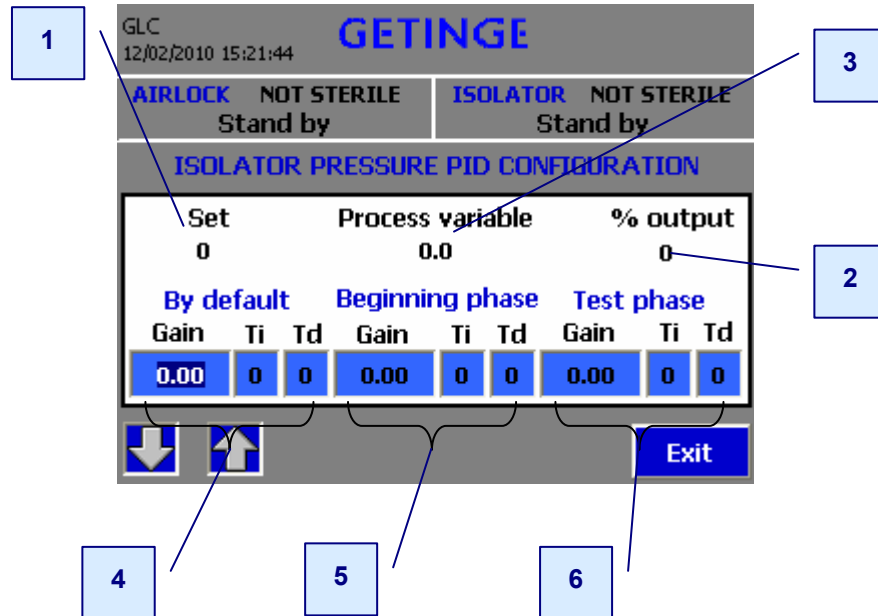 GLC
12/02/2010 15:21:44
GETINGE
AIRLOCK NOT STERILE
Stand by
ISOLATOR NOT STERILE
Stand by
ISOLATOR PRESSURE PID CONFIGURATION
Set Process variable % output
0 0.0 0
By default Beginning phase Test phase
Gain Ti Td Gain Ti Td Gain Ti Td
0.00 0 0 0.00 0 0 0.00 0 0
Exit
1
3
2
4
5
6